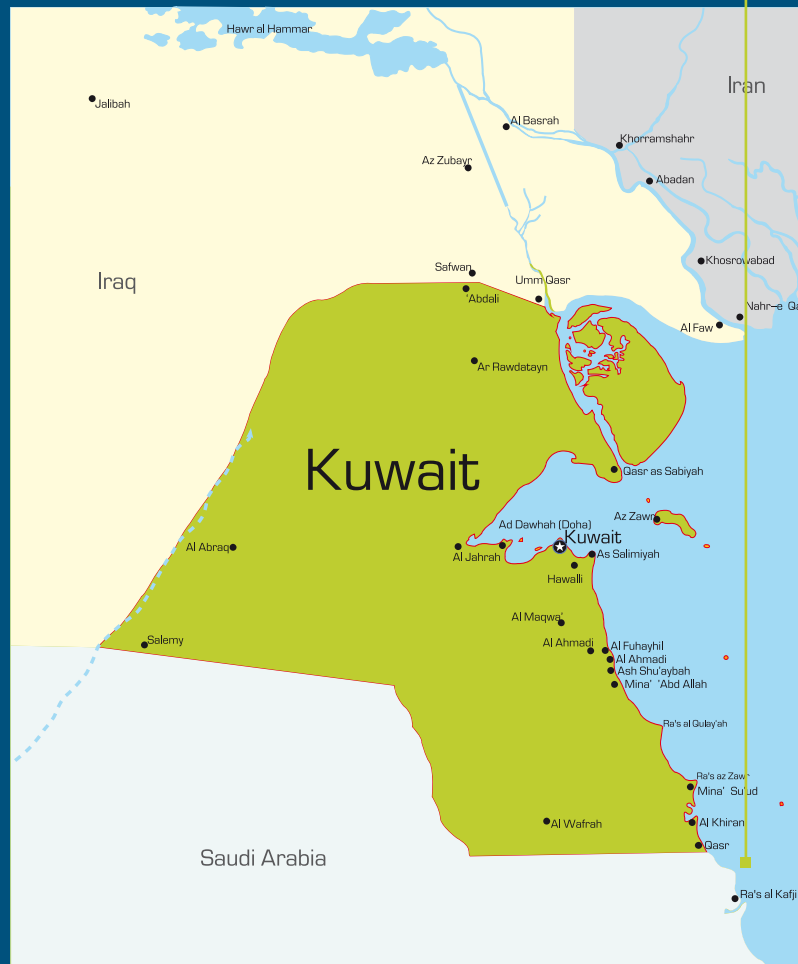 Hawr al Hammar
Iran
Jalibah
Al Basrah
Khorramshahr
Az Zubayr
Abadan
Khosrowabad
Safwan
Iraq
Umm Qasr
'Abdali
Nahr-e Qa
Al Faw
Ar Rawdatayn
Kuwait
Qasr as Sabiyah
Az Zawr
Ad Dawhah (Doha)
Kuwait
Al Abraq
Al Jahrah
As Salimiyah
Hawalli
Al Maqwa'
Salemy
Al Ahmadi
Al Fuhayhil
Al Ahmadi
Ash Shu'aybah
Mina' 'Abd Allah
Ra's al Qulay'ah
Ra's az Zawr
Mina' Su'ud
Al Wafrah
Al Khiran
Qasr
Saudi Arabia
Ra's al Kafji